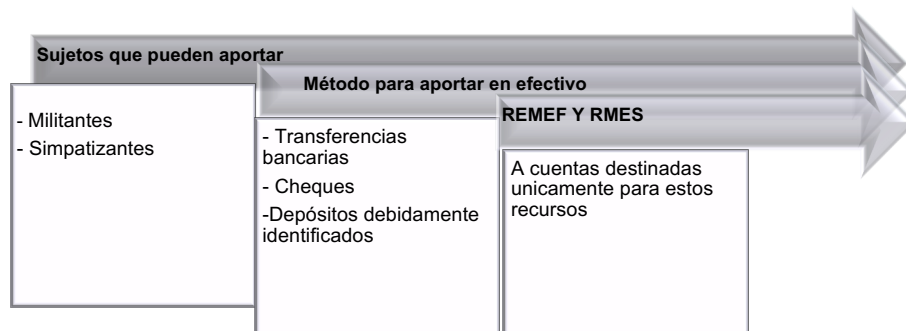 Sujetos que pueden aportar
- Militantes
- Simpatizantes
Método para aportar en efectivo
- Transferencias
bancarias
- Cheques
-Depósitos debidamente
identificados
REMEF Y RMES
A cuentas destinadas
unicamente para estos
recursos